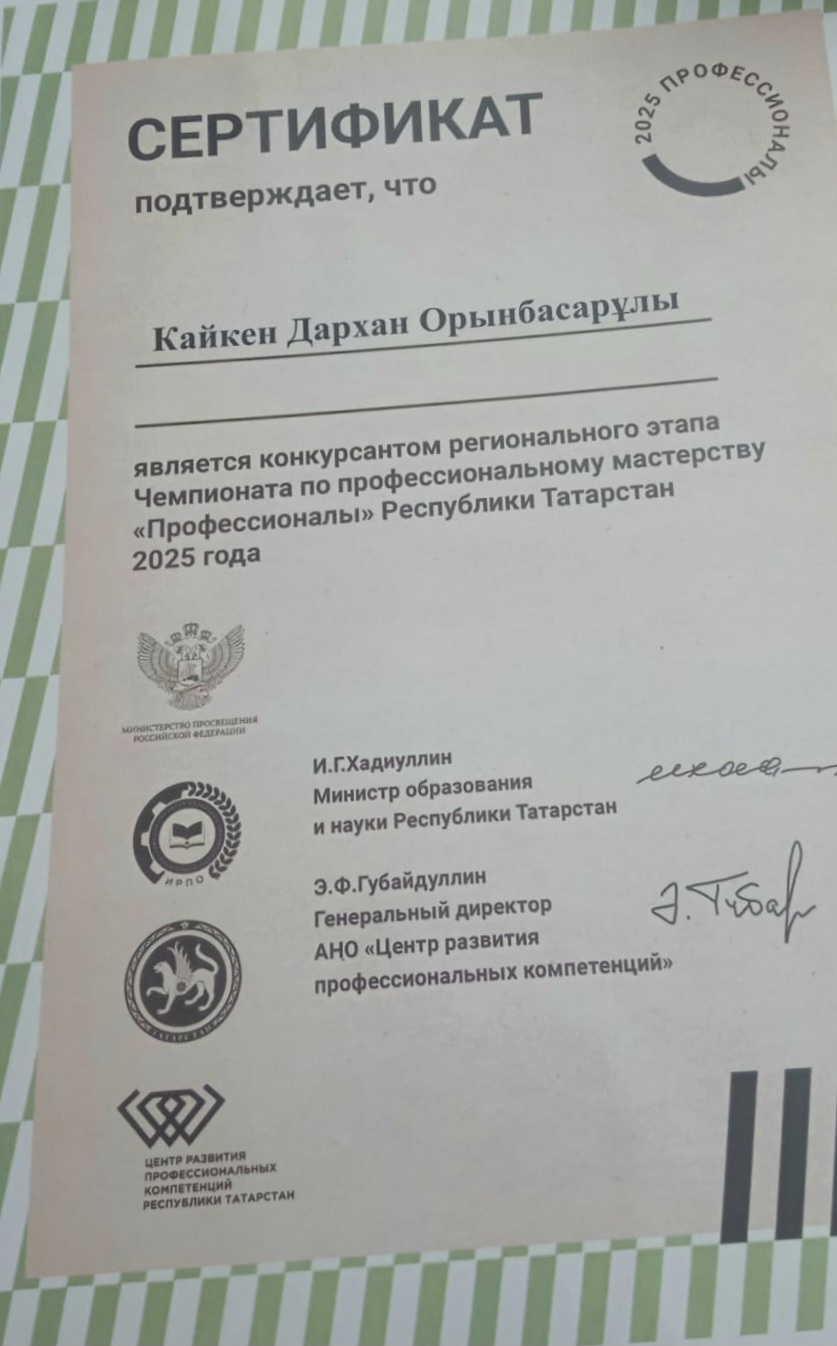 СЕРТИФИКАТ
2025 ПРОФЕССИОНАЛЫ
подтверждает, что
Кайкен Дархан Орынбасарұлы
является конкурсантом регионального этапа
Чемпионата по профессиональному мастерству
«Профессионалы» Республики Татарстан
2025 года
МИНИСТЕРСТВО ПРОСВЕЩЕНИЯ
РОССИЙСКОЙ ФЕДЕРАЦИИ
И.Г.Хадиуллин
Министр образования
и науки Республики Татарстан
ИРПО
Э.Ф.Губайдуллин
Генеральный директор
АНО «Центр развития
профессиональных компетенций»
Э. Губай
ТАТАРСТАН
ЦЕНТР РАЗВИТИЯ
ПРОФЕССИОНАЛЬНЫХ
КОМПЕТЕНЦИЙ
РЕСПУБЛИКИ ТАТАРСТАН